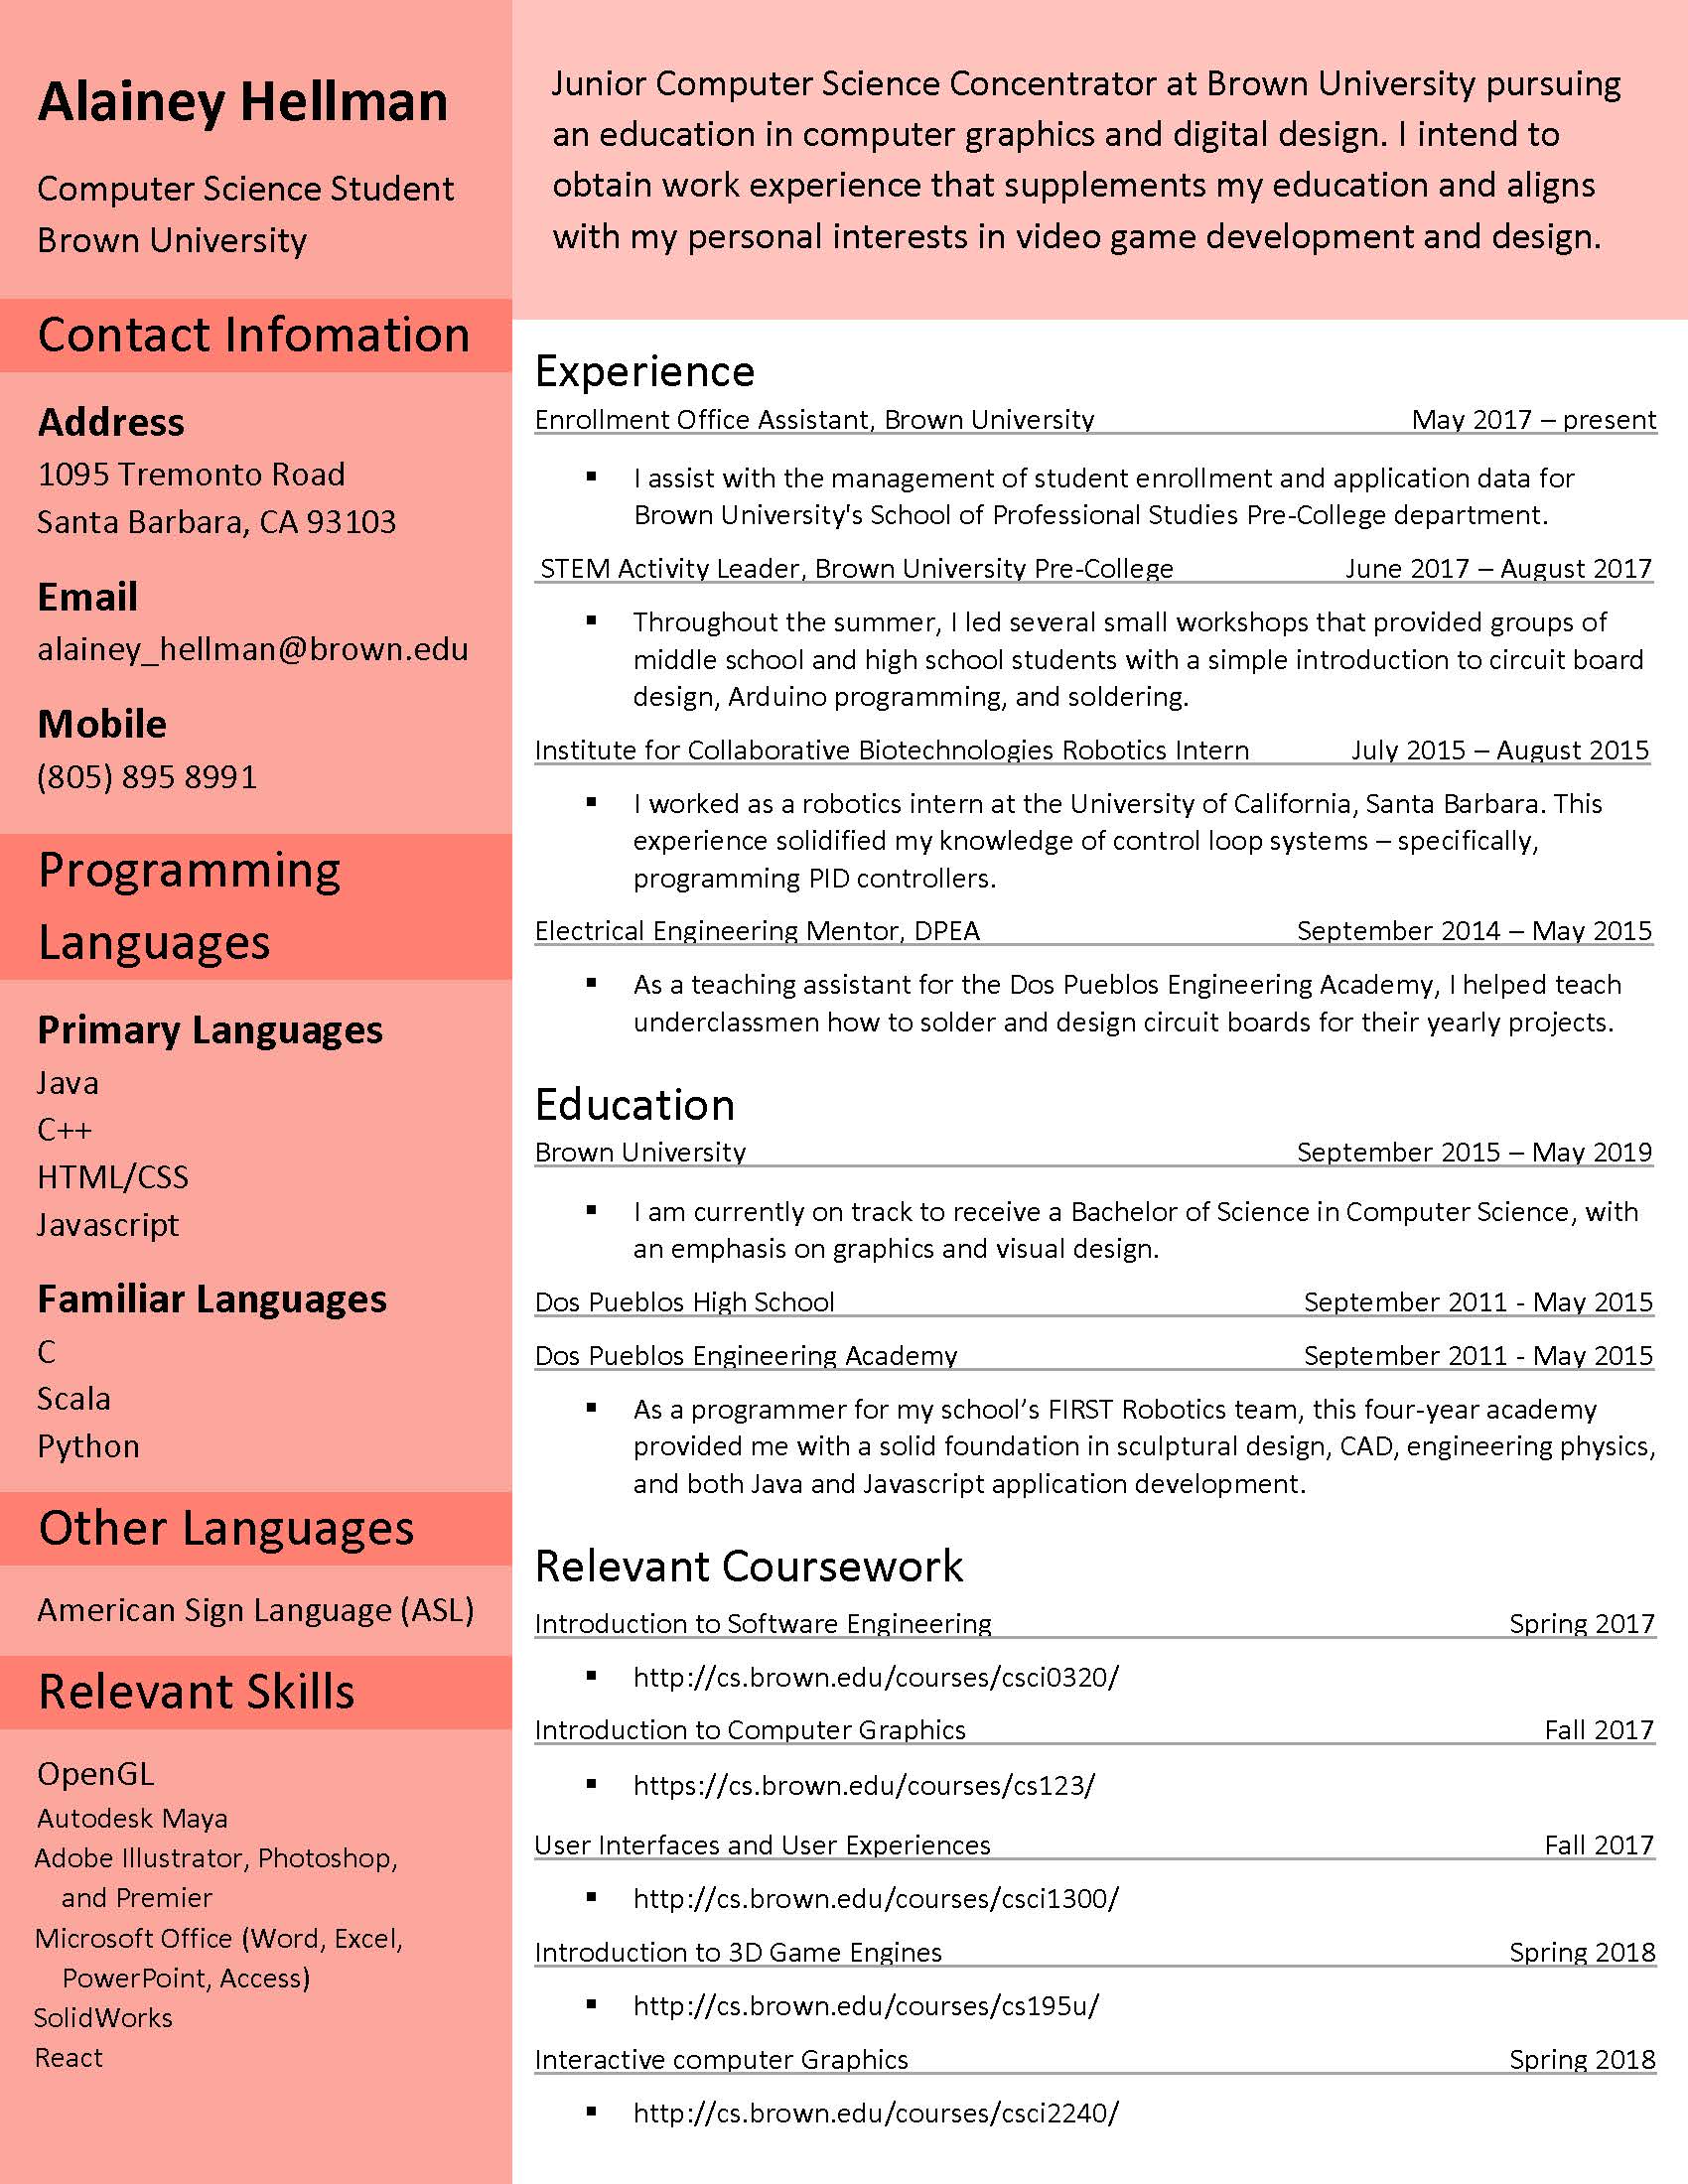 Alainey Hellman
Computer Science Student
Brown University
Contact Infomation
Address
1095 Tremonto Road
Santa Barbara, CA 93103
Email
alainey_hellman@brown.edu
Mobile
(805) 895 8991
Programming
Languages
Primary Languages
Java
C++
HTML/CSS
Javascript
Familiar Languages
C
Scala
Python
Other Languages
American Sign Language (ASL)
Relevant Skills
OpenGL
Autodesk Maya
Adobe Illustrator, Photoshop,
and Premier
Microsoft Office (Word, Excel,
PowerPoint, Access)
SolidWorks
React
Junior Computer Science Concentrator at Brown University pursuing
an education in computer graphics and digital design. I intend to
obtain work experience that supplements my education and aligns
with my personal interests in video game development and design.
Experience
Enrollment Office Assistant, Brown University May 2017 – present
▪ I assist with the management of student enrollment and application data for
Brown University's School of Professional Studies Pre-College department.
STEM Activity Leader, Brown University Pre-College June 2017 – August 2017
▪ Throughout the summer, I led several small workshops that provided groups of
middle school and high school students with a simple introduction to circuit board
design, Arduino programming, and soldering.
Institute for Collaborative Biotechnologies Robotics Intern July 2015 – August 2015
▪ I worked as a robotics intern at the University of California, Santa Barbara. This
experience solidified my knowledge of control loop systems – specifically,
programming PID controllers.
Electrical Engineering Mentor, DPEA September 2014 – May 2015
▪ As a teaching assistant for the Dos Pueblos Engineering Academy, I helped teach
underclassmen how to solder and design circuit boards for their yearly projects.
Education
Brown University September 2015 – May 2019
▪ I am currently on track to receive a Bachelor of Science in Computer Science, with
an emphasis on graphics and visual design.
Dos Pueblos High School September 2011 - May 2015
Dos Pueblos Engineering Academy September 2011 - May 2015
▪ As a programmer for my school’s FIRST Robotics team, this four-year academy
provided me with a solid foundation in sculptural design, CAD, engineering physics,
and both Java and Javascript application development.
Relevant Coursework
Introduction to Software Engineering Spring 2017
▪ http://cs.brown.edu/courses/csci0320/
Introduction to Computer Graphics Fall 2017
▪ https://cs.brown.edu/courses/cs123/
User Interfaces and User Experiences Fall 2017
▪ http://cs.brown.edu/courses/csci1300/
Introduction to 3D Game Engines Spring 2018
▪ http://cs.brown.edu/courses/cs195u/
Interactive computer Graphics Spring 2018
▪ http://cs.brown.edu/courses/csci2240/